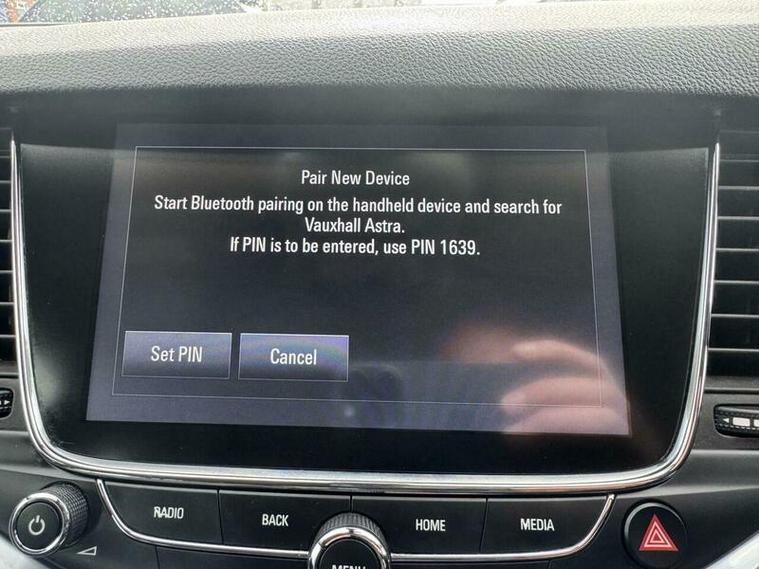 Pair New Device
Start Bluetooth pairing on the handheld device and search for
Vauxhall Astra.
If PIN is to be entered, use PIN 1639.
Set PIN
Cancel
RADIO
BACK
HOME
MEDIA
MENU